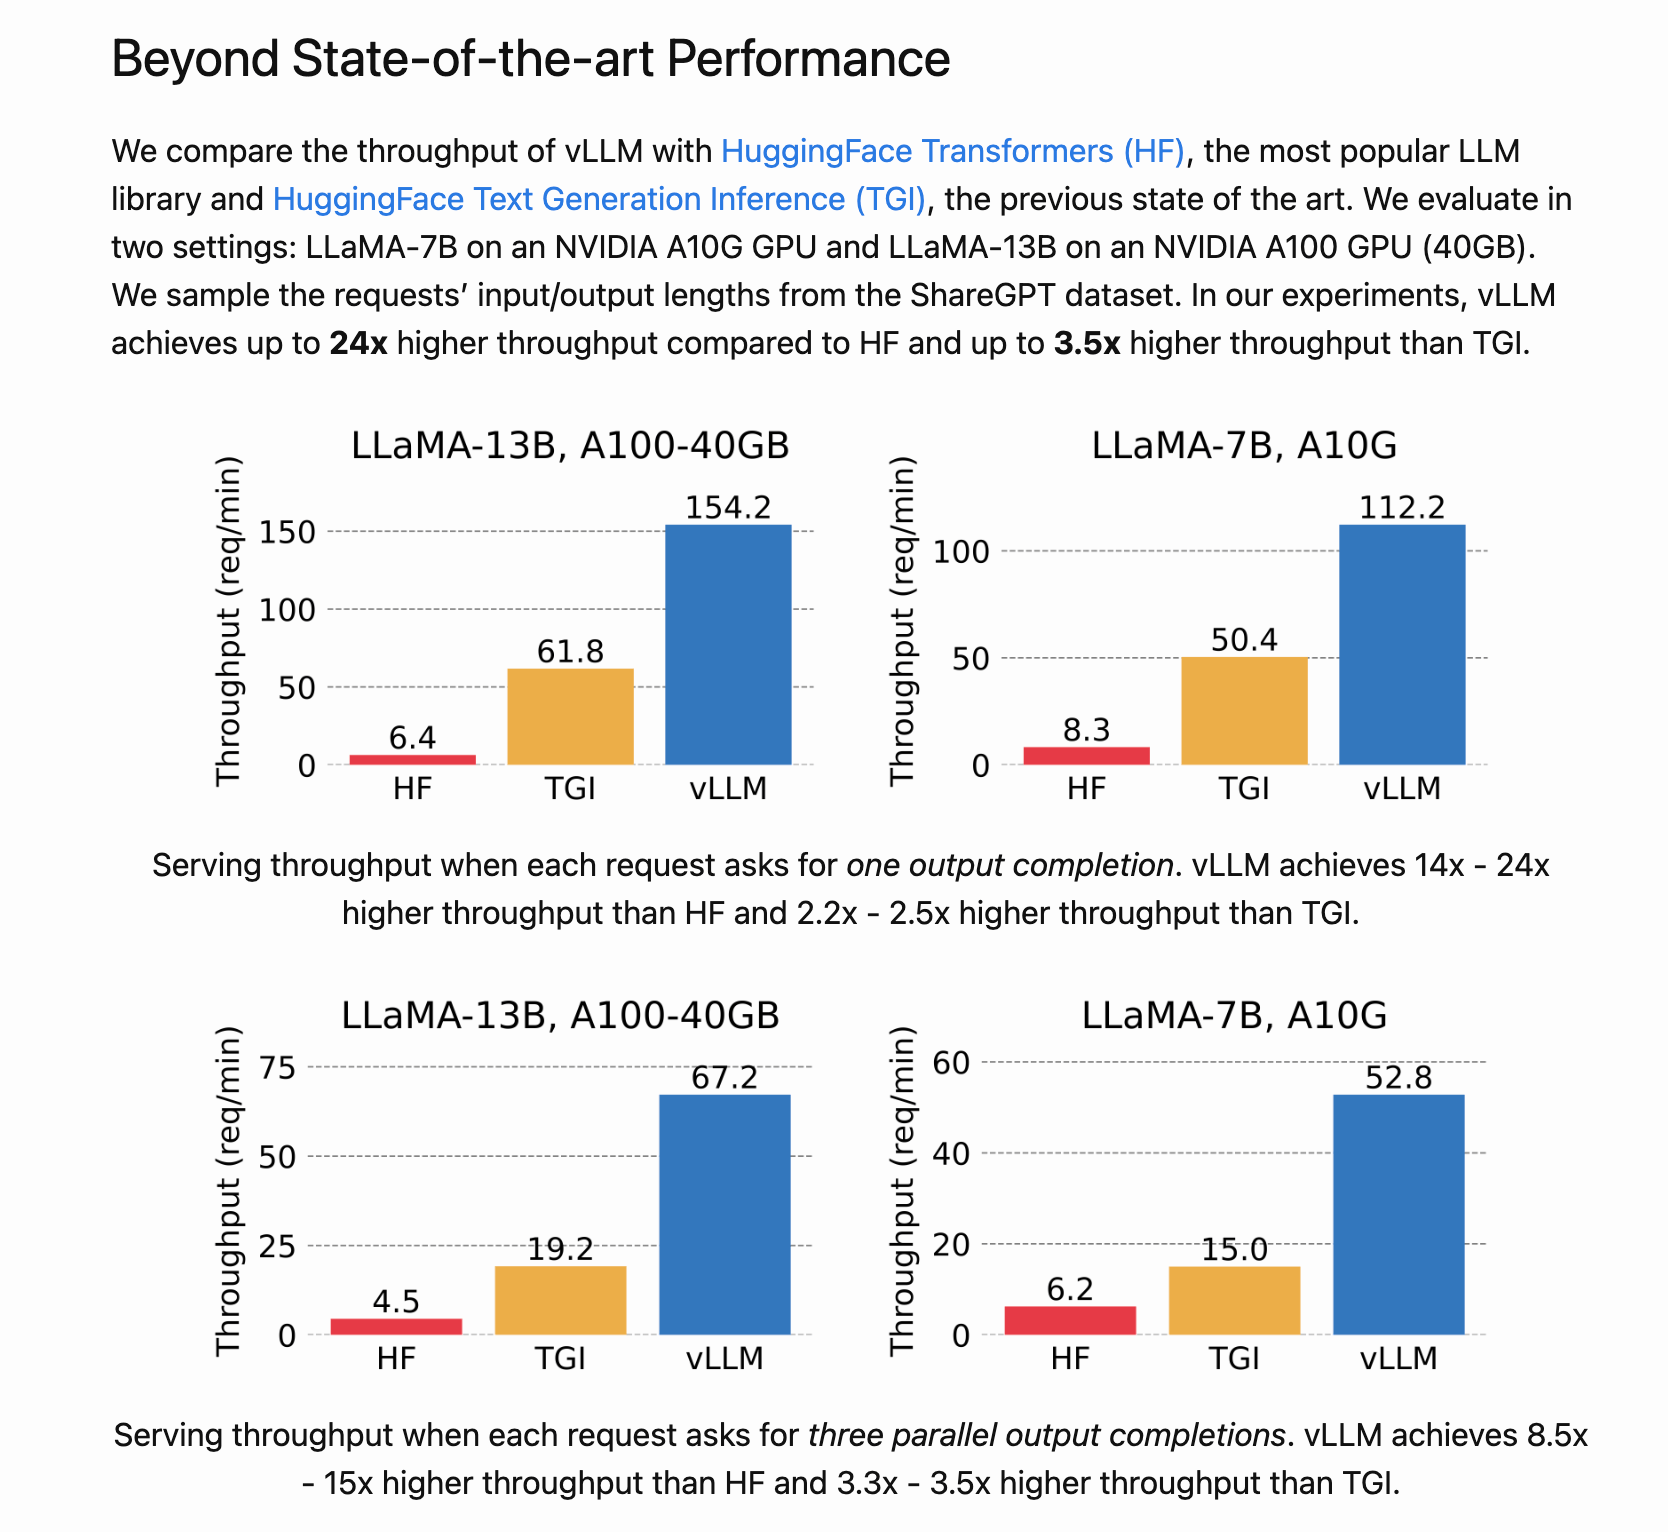 Beyond State-of-the-art Performance
We compare the throughput of vLLM with HuggingFace Transformers (HF), the most popular LLM
library and HuggingFace Text Generation Inference (TGI), the previous state of the art. We evaluate in
two settings: LLaMA-7B on an NVIDIA A10G GPU and LLaMA-13B on an NVIDIA A100 GPU (40GB).
We sample the requests’ input/output lengths from the ShareGPT dataset. In our experiments, vLLM
achieves up to 24x higher throughput compared to HF and up to 3.5x higher throughput than TGI.
LLaMA-13B, A100-40GB
Throughput (req/min)
150
100
50
0
6.4
61.8
154.2
HF
TGI
vLLM
LLaMA-7B, A10G
Throughput (req/min)
100
50
0
8.3
50.4
112.2
HF
TGI
vLLM
Serving throughput when each request asks for one output completion. vLLM achieves 14x - 24x
higher throughput than HF and 2.2x - 2.5x higher throughput than TGI.
LLaMA-13B, A100-40GB
Throughput (req/min)
75
50
25
0
4.5
19.2
67.2
HF
TGI
vLLM
LLaMA-7B, A10G
Throughput (req/min)
60
40
20
0
6.2
15.0
52.8
HF
TGI
vLLM
Serving throughput when each request asks for three parallel output completions. vLLM achieves 8.5x
- 15x higher throughput than HF and 3.3x - 3.5x higher throughput than TGI.